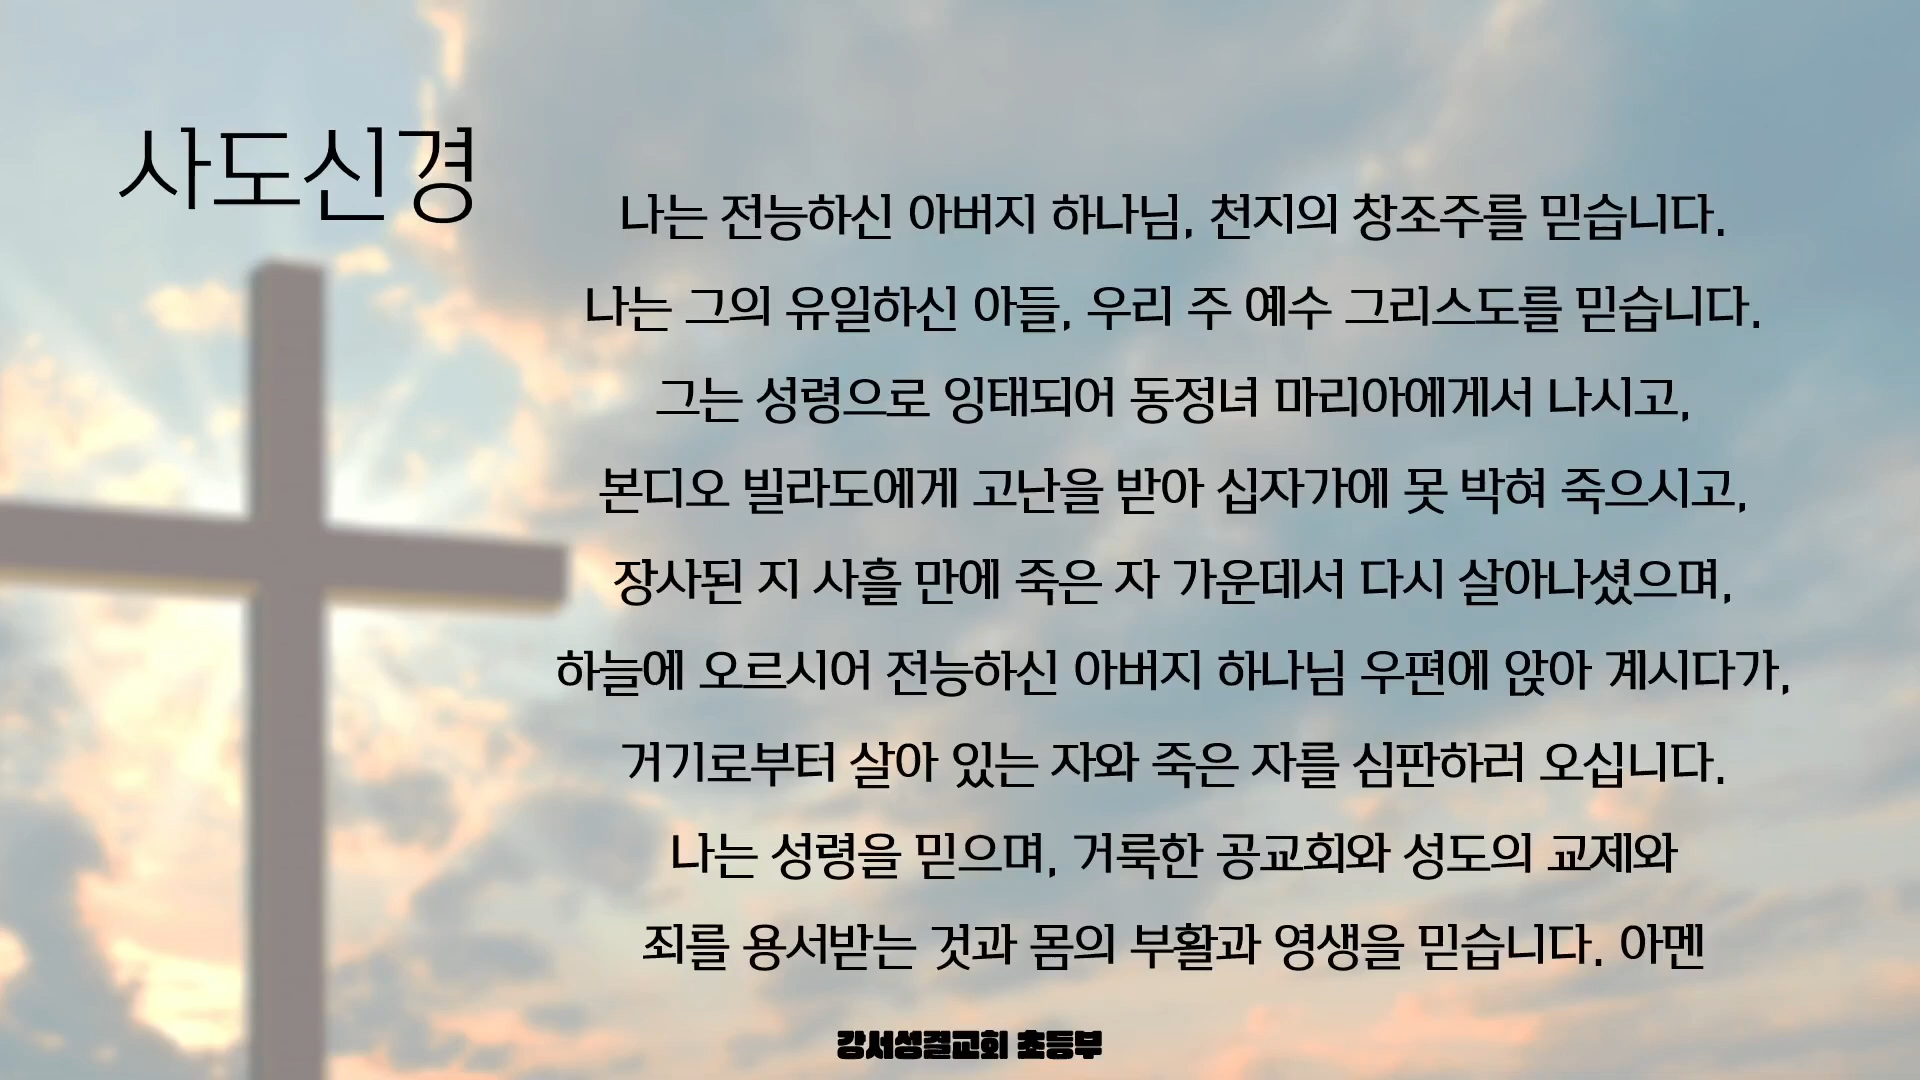 사도신경
나는 전능하신 아버지 하나님, 천지의 창조주를 믿습니다.
나는 그의 유일하신 아들, 우리 주 예수 그리스도를 믿습니다.
그는 성령으로 잉태되어 동정녀 마리아에게서 나시고,
본디오 빌라도에게 고난을 받아 십자가에 못 박혀 죽으시고,
장사된 지 사흘 만에 죽은 자 가운데서 다시 살아나셨으며,
하늘에 오르시어 전능하신 아버지 하나님 우편에 앉아 계시다가,
거기로부터 살아 있는 자와 죽은 자를 심판하러 오십니다.
나는 성령을 믿으며, 거룩한 공교회와 성도의 교제와
죄를 용서받는 것과 몸의 부활과 영생을 믿습니다. 아멘
강서성결교회 초등부